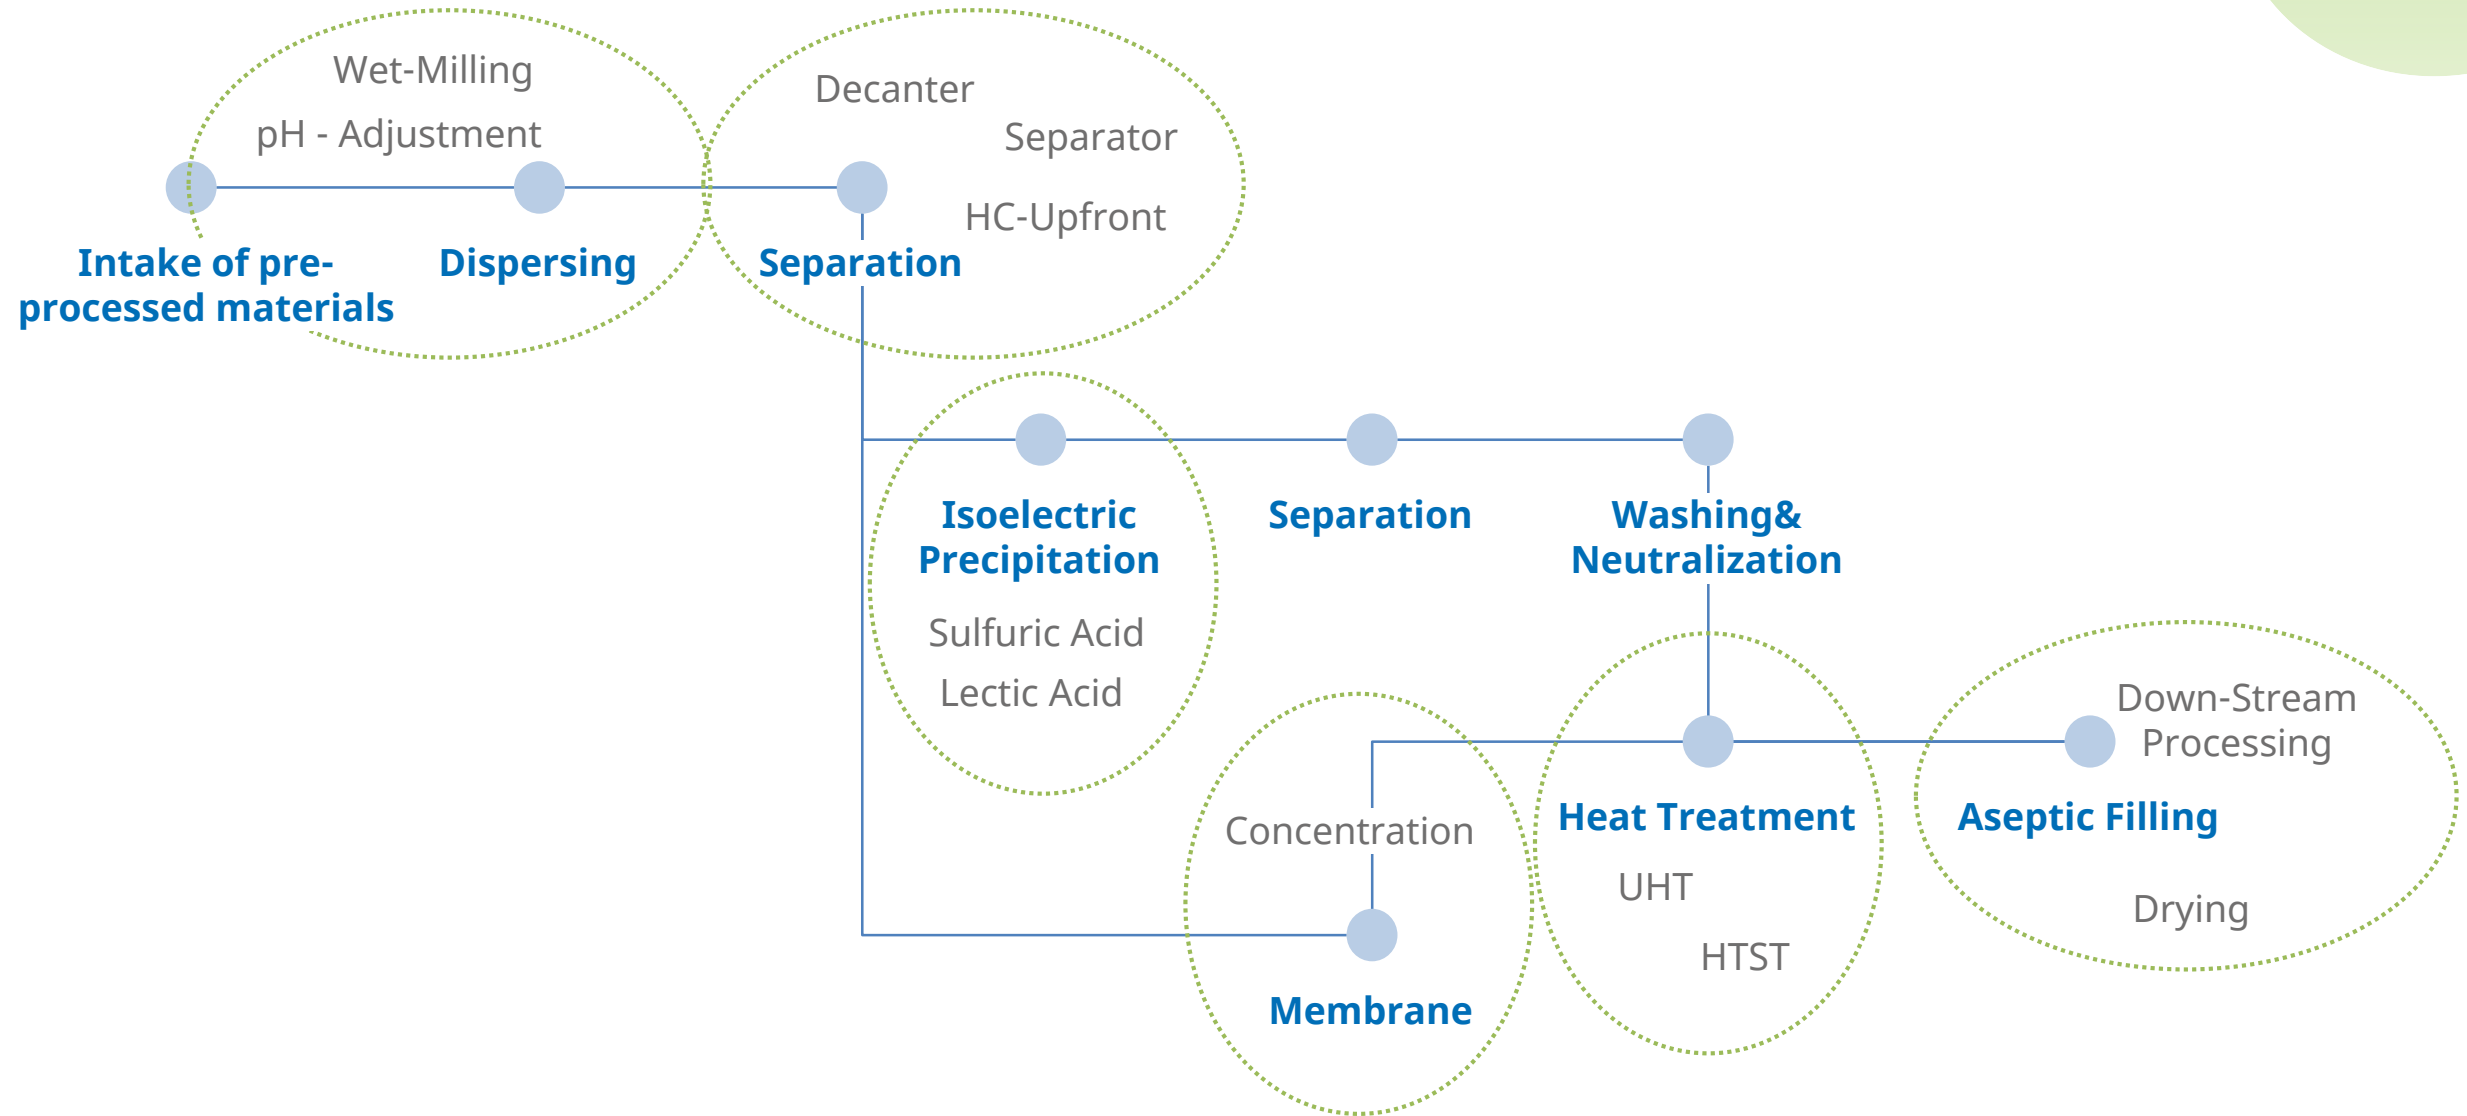 Wet-Milling
pH - Adjustment
Decanter
Separator
HC-Upfront
Intake of pre-
processed materials
Dispersing
Separation
Isoelectric
Precipitation
Sulfuric Acid
Lectic Acid
Separation
Washing&
Neutralization
Concentration
Membrane
Heat Treatment
UHT
HTST
Down-Stream
Processing
Aseptic Filling
Drying